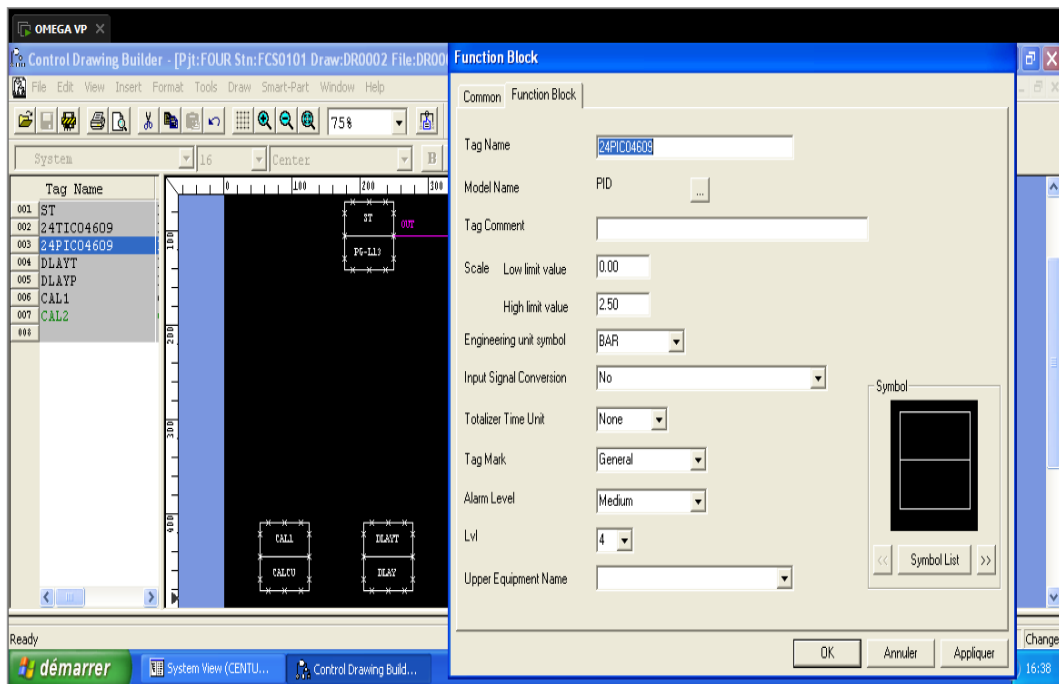 OMEGA VP
Control Drawing Builder - [Pjt:FOUR Stn:FCS0101 Draw:DR0002 File:DR00
File Edit View Insert Format Tools Draw Smart-Part Window Help
75%
System 16 Center B
Tag Name
001 ST
002 24TIC04609
003 24PIC04609
004 DLAYT
005 DLAYP
006 CAL1
007 CAL2
008
0 100 200 300
100
200
300
400
ST
OUT
PG-L13
CAL1
CALCU
DLAYT
DLAY
Ready
Function Block
Common Function Block
Tag Name 24PIC04609
Model Name PID ...
Tag Comment
Scale Low limit value 0.00
High limit value 2.50
Engineering unit symbol BAR
Input Signal Conversion No
Totalizer Time Unit None
Tag Mark General
Alarm Level Medium
Lvl 4
Upper Equipment Name
Symbol
<< Symbol List >>
OK Annuler Appliquer
Change
démarrer System View (CENTU... Control Drawing Build... 16:38